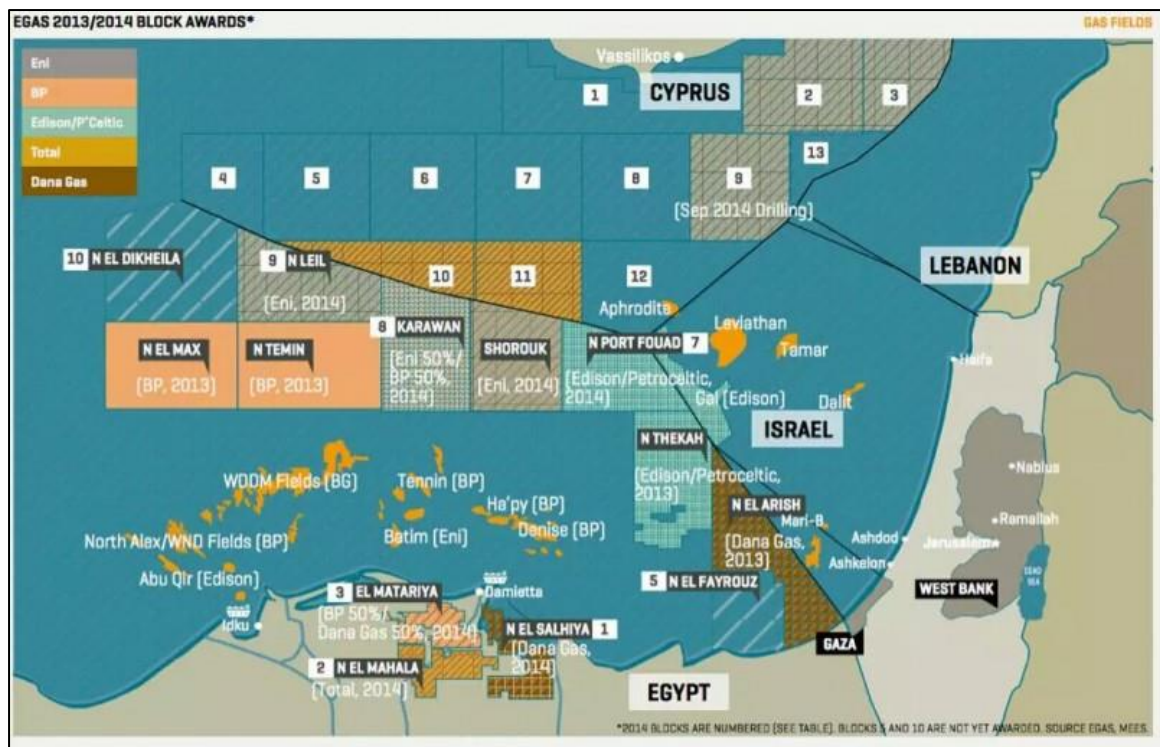 EGAS 2013/2014 BLOCK AWARDS*
GAS FIELDS
Eni
BP
Edison/P'Celtic
Total
Dana Gas
Vassilikos
CYPRUS
1
2
3
4
5
6
7
8
9
13
(Sep 2014 Drilling)
10 N EL DIKHEILA
9 N LEIL
(Eni, 2014)
10
11
12
LEBANON
Aphrodite
Leviathan
Tamar
Haifa
N EL MAX
(BP, 2013)
N TEMIN
(BP, 2013)
8 KARAWAN
(Eni 50%/
BP 50%,
2014)
SHOROUK
(Eni, 2014)
N PORT FOUAD 7
(Edison/Petroceltic,
2014)
Gal (Edison)
Dalit
ISRAEL
N THEKAH
(Edison/Petroceltic,
2013)
Nablus
WDDM Fields (BG)
Tennin (BP)
Ha'py (BP)
Denise (BP)
North Alex/WND Fields (BP)
Batim (Eni)
Abu Qir (Edison)
N EL ARISH
(Dana Gas,
2013)
Mari-B
Ashdod
Ashkelon
Ramallah
Jerusalem
DEAD
SEA
WEST BANK
5 N EL FAYROUZ
GAZA
Idku
Damietta
3 EL MATARIYA
(BP 50%/
Dana Gas 50%, 2014)
N EL SALHIYA 1
(Dana Gas,
2014)
2 N EL MAHALA
(Total, 2014)
EGYPT
*2014 BLOCKS ARE NUMBERED (SEE TABLE). BLOCKS 5 AND 10 ARE NOT YET AWARDED. SOURCE EGAS, MEES.